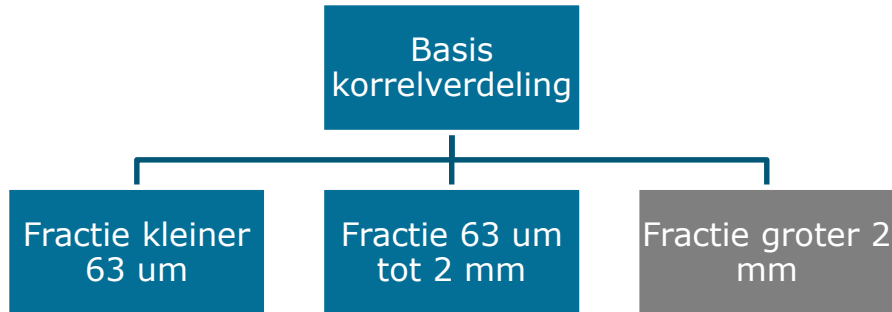 Basis
korrelverdeling
Fractie kleiner
63 um
Fractie 63 um
tot 2 mm
Fractie groter 2
mm